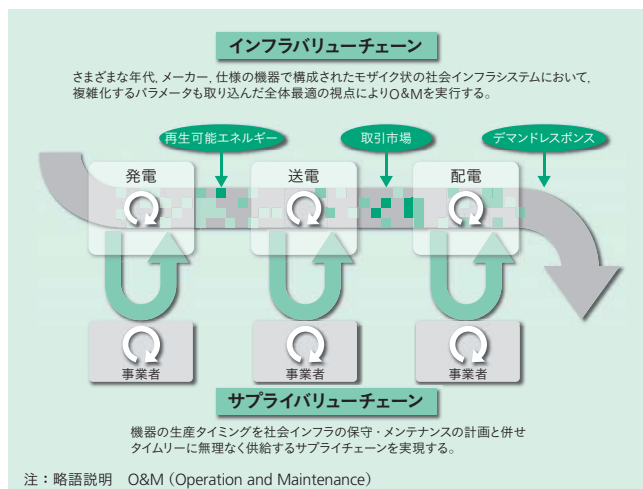 インフラバリューチェーン
さまざまな年代，メーカー，仕様の機器で構成されたモザイク状の社会インフラシステムにおいて，
複雑化するパラメータも取り込んだ全体最適の視点によりO&Mを実行する。
再生可能エネルギー
取引市場
デマンドレスポンス
発電
送電
配電
事業者
事業者
事業者
サプライバリューチェーン
機器の生産タイミングを社会インフラの保守・メンテナンスの計画と併せ
タイムリーに無理なく供給するサプライチェーンを実現する。
注：略語説明　O&M（Operation and Maintenance）